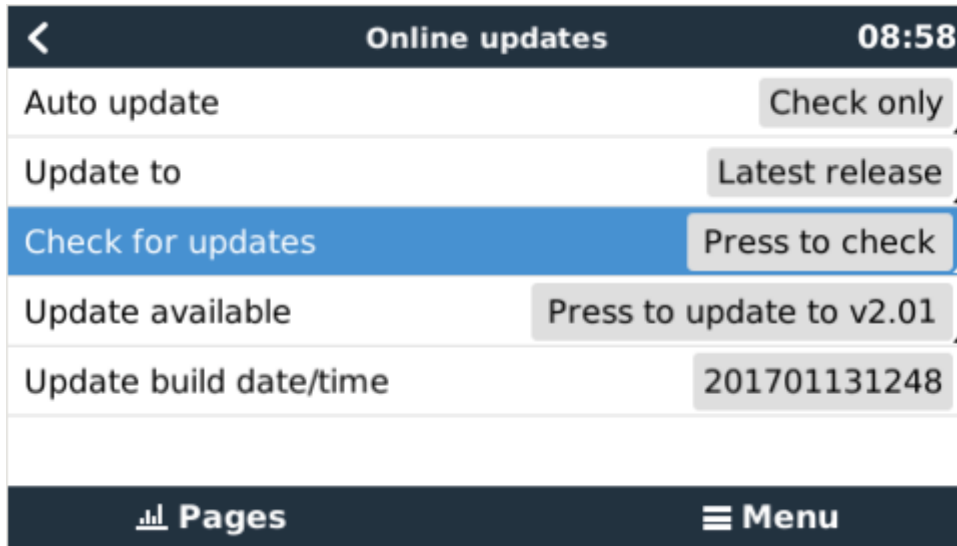 Online updates 08:58
Auto update Check only
Update to Latest release
Check for updates Press to check
Update available Press to update to v2.01
Update build date/time 201701131248
Pages Menu